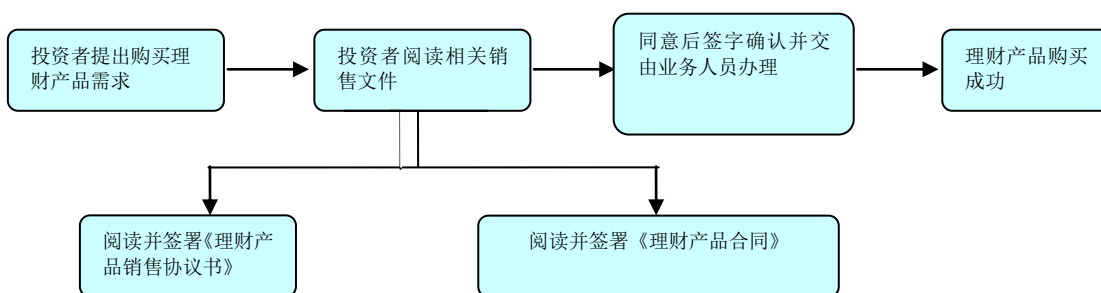 投资者提出购买理
财产品需求
投资者阅读相关销
售文件
同意后签字确认并交
由业务人员办理
理财产品购买
成功
阅读并签署《理财产
品销售协议书》
阅读并签署《理财产品合同》